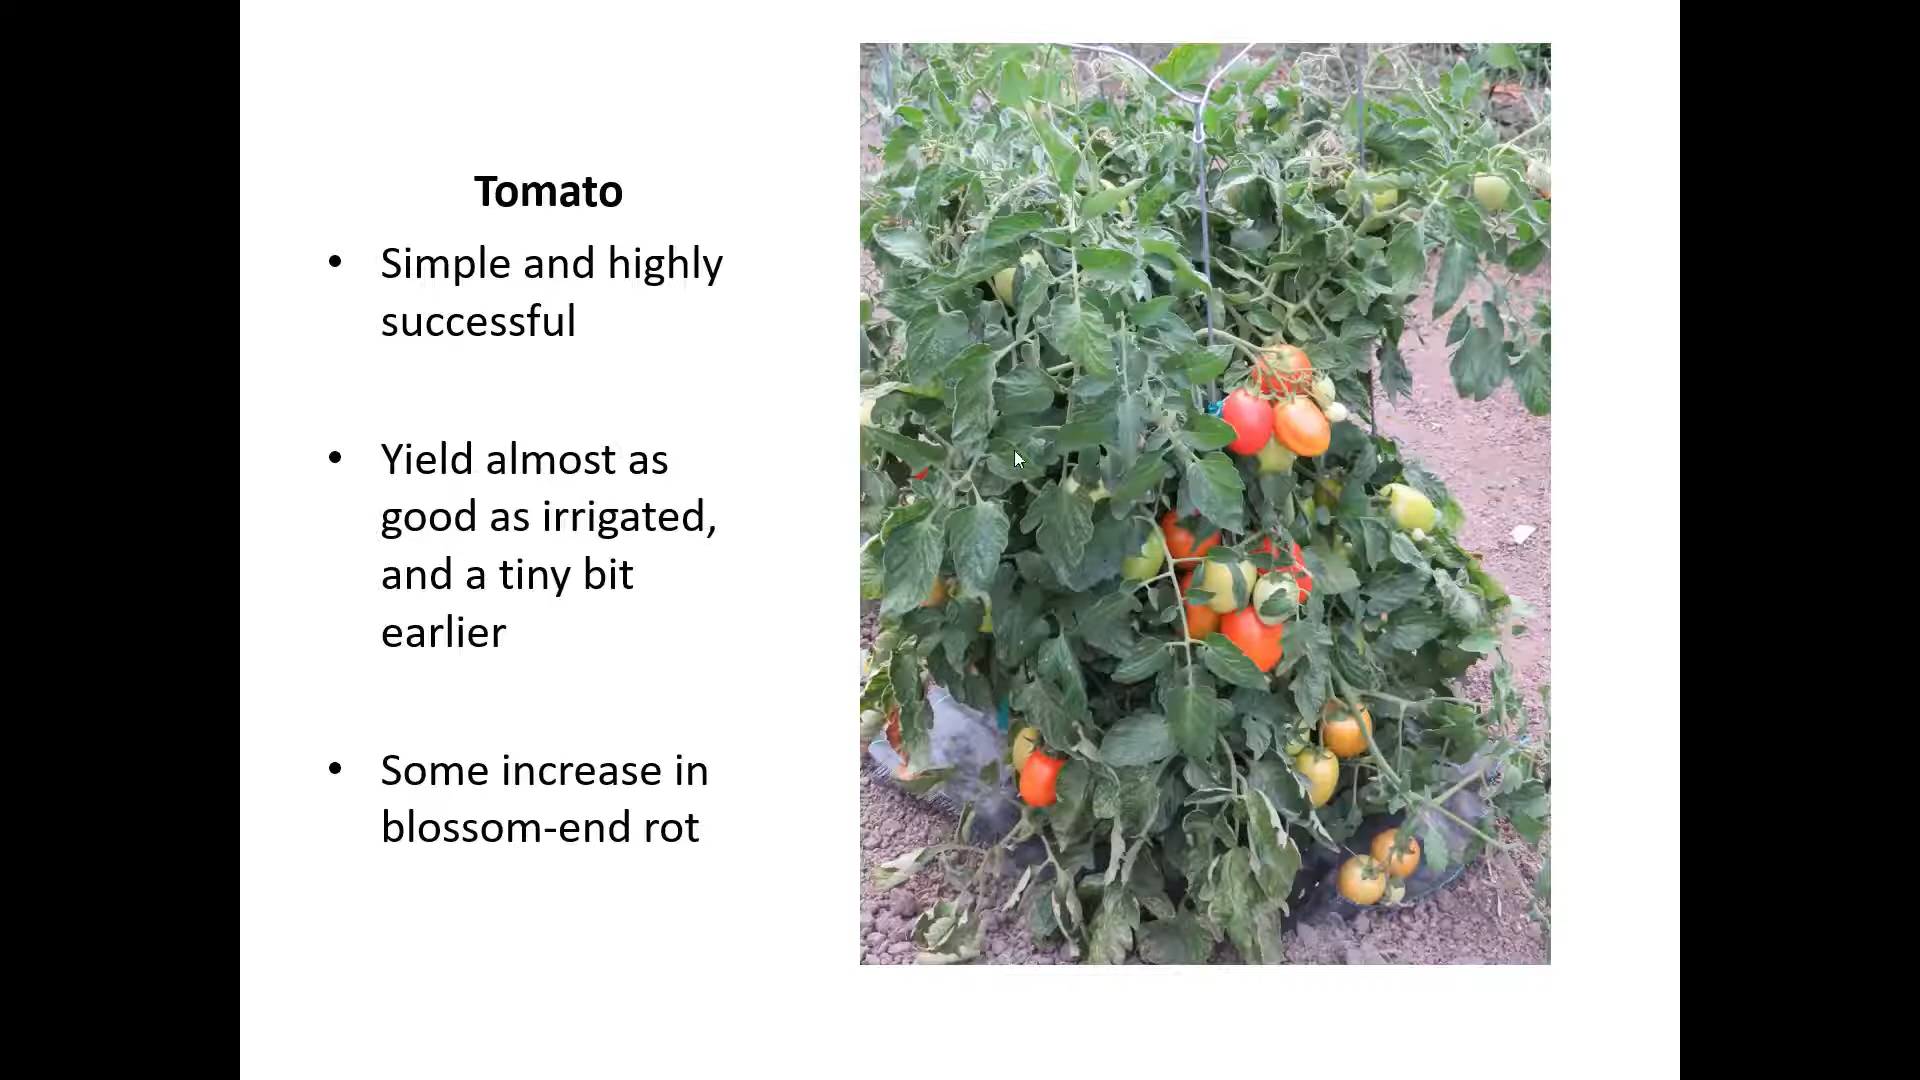 Tomato
• Simple and highly
successful
• Yield almost as
good as irrigated,
and a tiny bit
earlier
• Some increase in
blossom-end rot